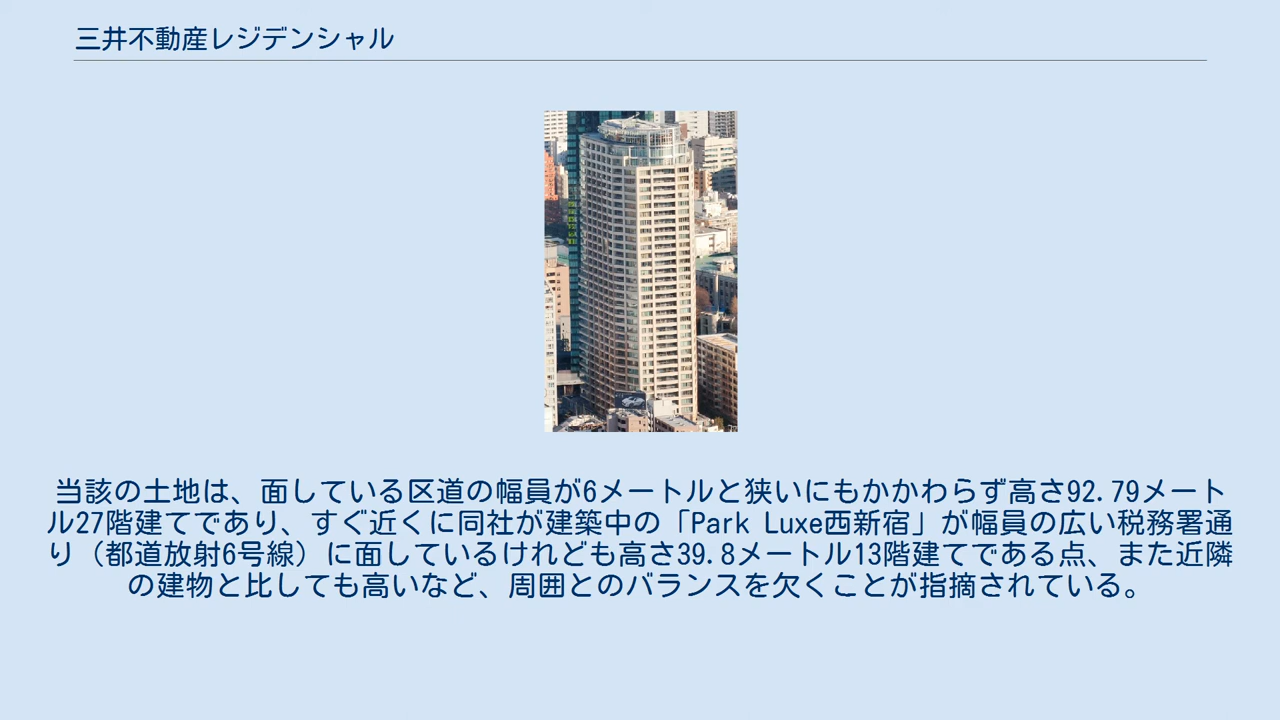 三井不動産レジデンシャル
当該の土地は、面している区道の幅員が6メートルと狭いにもかかわらず高さ92.79メート
ル27階建てであり、すぐ近くに同社が建築中の「Park Luxe西新宿」が幅員の広い税務署通
り（都道放射6号線）に面しているけれども高さ39.8メートル13階建てである点、また近隣
の建物と比しても高いなど、周囲とのバランスを欠くことが指摘されている。